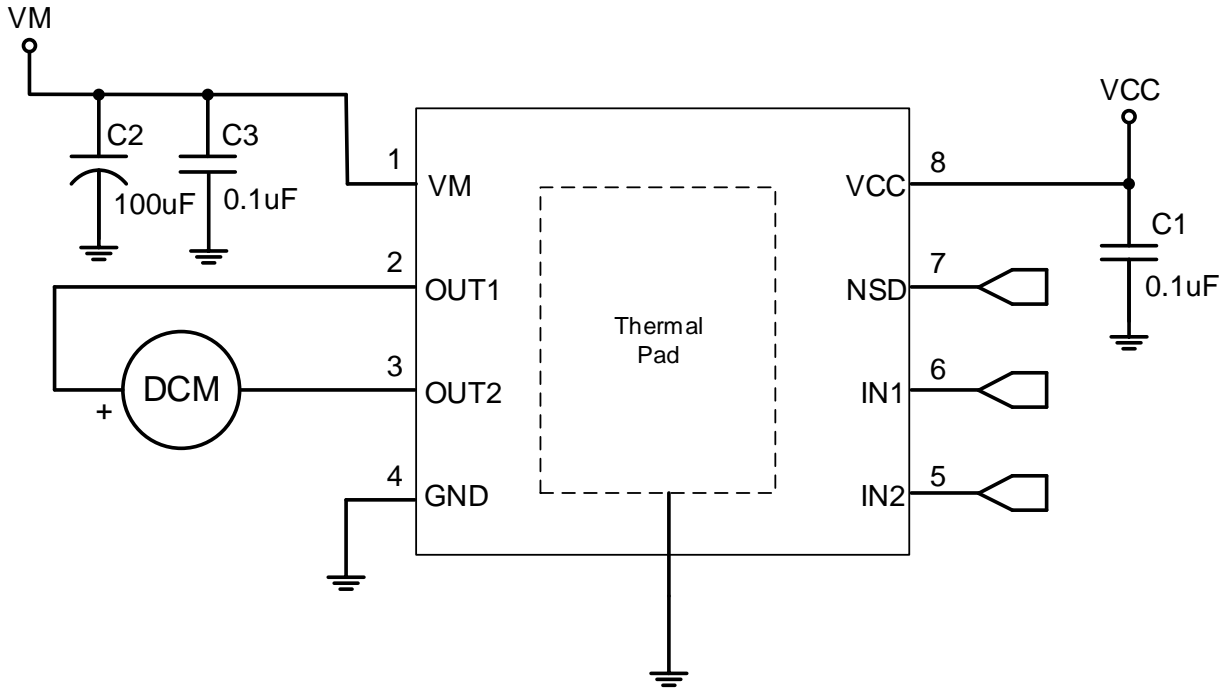 VM
VCC
C2
100uF
C3
0.1uF
1
VM
8
VCC
C1
0.1uF
2
OUT1
7
NSD
Thermal
Pad
DCM
+
3
OUT2
6
IN1
4
GND
5
IN2